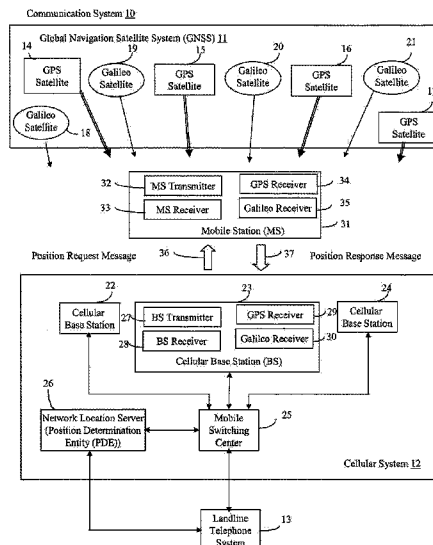 Communication System 10
Global Navigation Satellite System (GNSS) 11
14
19
15
20
16
21
GPS Satellite
Galileo Satellite
GPS Satellite
Galileo Satellite
GPS Satellite
Galileo Satellite
Galileo Satellite
18
GPS Satellite
32
MS Transmitter
GPS Receiver
34
33
MS Receiver
Galileo Receiver
35
31
Mobile Station (MS)
Position Request Message
36
37
Position Response Message
22
23
24
Cellular Base Station
27
BS Transmitter
GPS Receiver
29
28
BS Receiver
Galileo Receiver
30
Cellular Base Station (BS)
Cellular Base Station
26
Network Location Server
(Position Determination
Entity (PDE))
Mobile
Switching
Center
25
Cellular System 12
Landline
Telephone
System
13